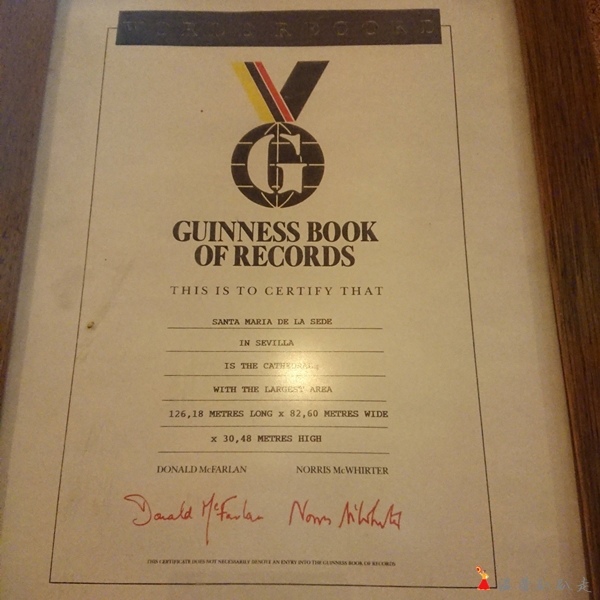 WORLD RECORD
G
GUINNESS BOOK
OF RECORDS
THIS IS TO CERTIFY THAT
SANTA MARIA DE LA SEDE
IN SEVILLA
IS THE CATHEDRAL
WITH THE LARGEST AREA
126,18 METRES LONG x 82,60 METRES WIDE
x 30,48 METRES HIGH
DONALD McFARLAN NORRIS McWHIRTER
Donald McFarlan Norris McWhirter
THIS CERTIFICATE DOES NOT NECESSARILY DENOTE AN ENTRY INTO THE GUINNESS BOOK OF RECORDS